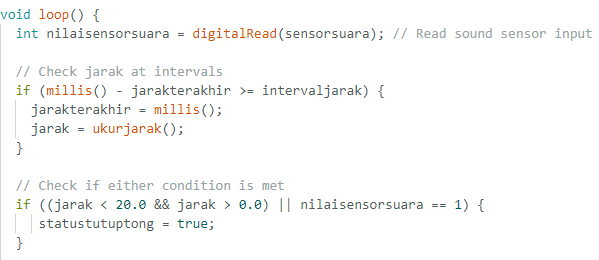 void loop() {
  int nilaisensorsuara = digitalRead(sensorsuara); // Read sound sensor input
  // Check jarak at intervals
  if (millis() - jarakterakhir >= intervaljarak) {
    jarakterakhir = millis();
    jarak = ukurjarak();
  }
  // Check if either condition is met
  if ((jarak < 20.0 && jarak > 0.0) || nilaisensorsuara == 1) {
     statustutuptong = true;
  }